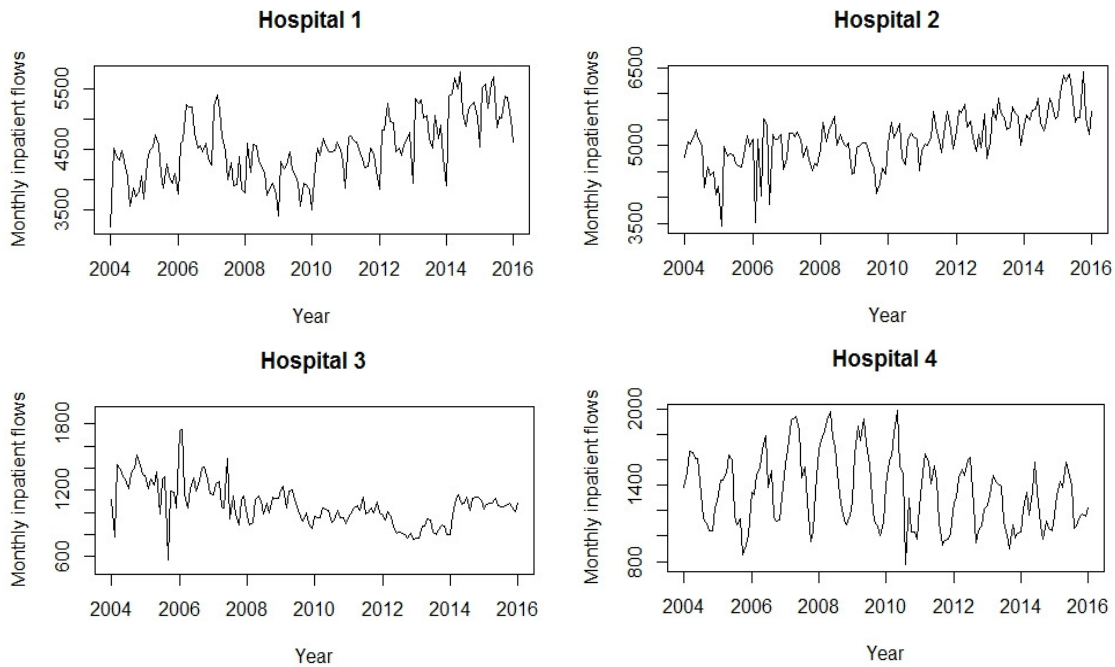 Hospital 1
Monthly inpatient flows
3500 4500 5500
2004 2006 2008 2010 2012 2014 2016
Year
Hospital 2
Monthly inpatient flows
3500 5000 6500
2004 2006 2008 2010 2012 2014 2016
Year
Hospital 3
Monthly inpatient flows
600 1200 1800
2004 2006 2008 2010 2012 2014 2016
Year
Hospital 4
Monthly inpatient flows
800 1400 2000
2004 2006 2008 2010 2012 2014 2016
Year